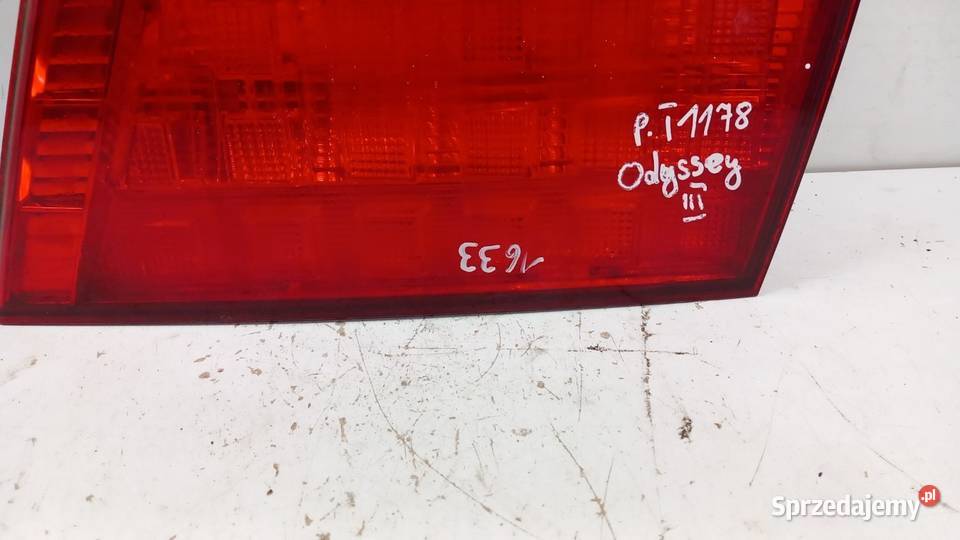 P.T1178
Odyssey
III
1633
Sprzedajemy.pl